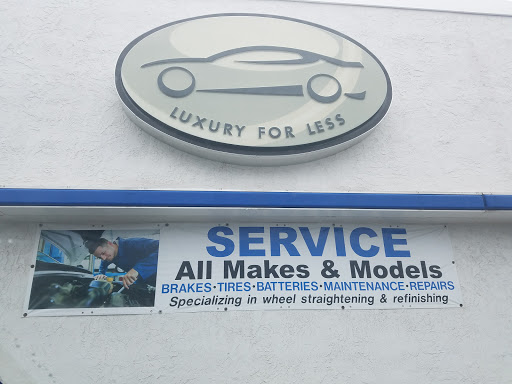 LUXURY FOR LESS
SERVICE
All Makes & Models
BRAKES·TIRES·BATTERIES·MAINTENANCE·REPAIRS
Specializing in wheel straightening & refinishing